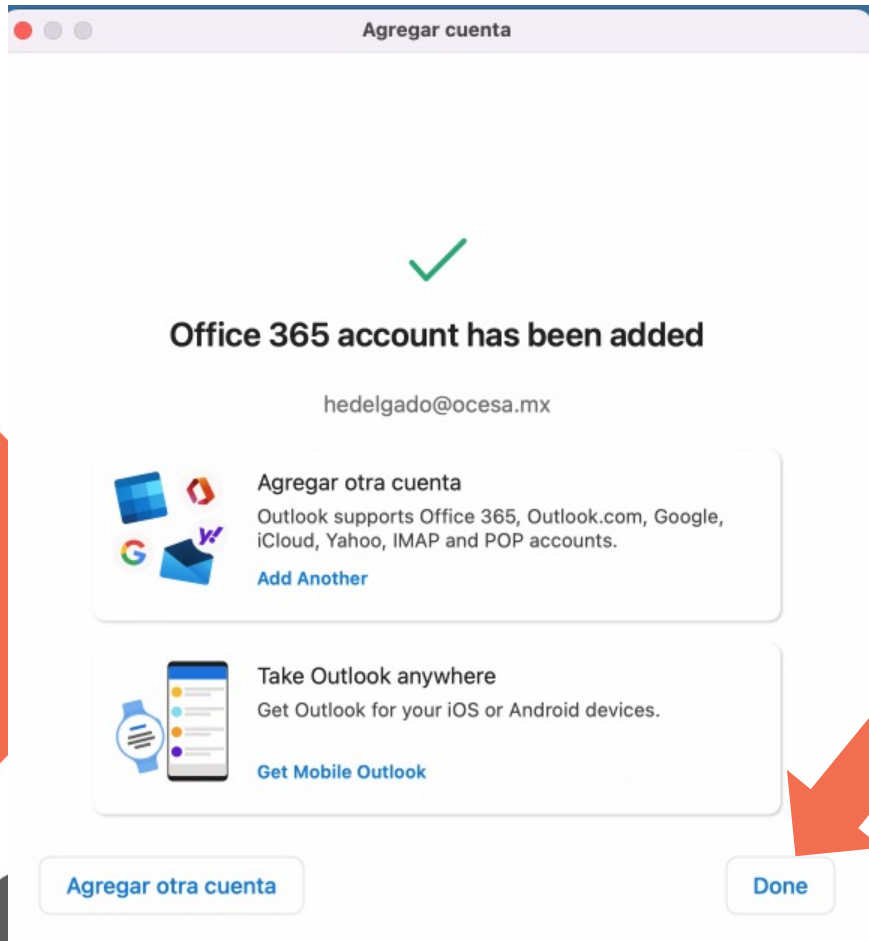 Agregar cuenta
Office 365 account has been added
hedelgado@ocesa.mx
Agregar otra cuenta
Outlook supports Office 365, Outlook.com, Google,
iCloud, Yahoo, IMAP and POP accounts.
Add Another
Take Outlook anywhere
Get Outlook for your iOS or Android devices.
Get Mobile Outlook
Agregar otra cuenta
Done